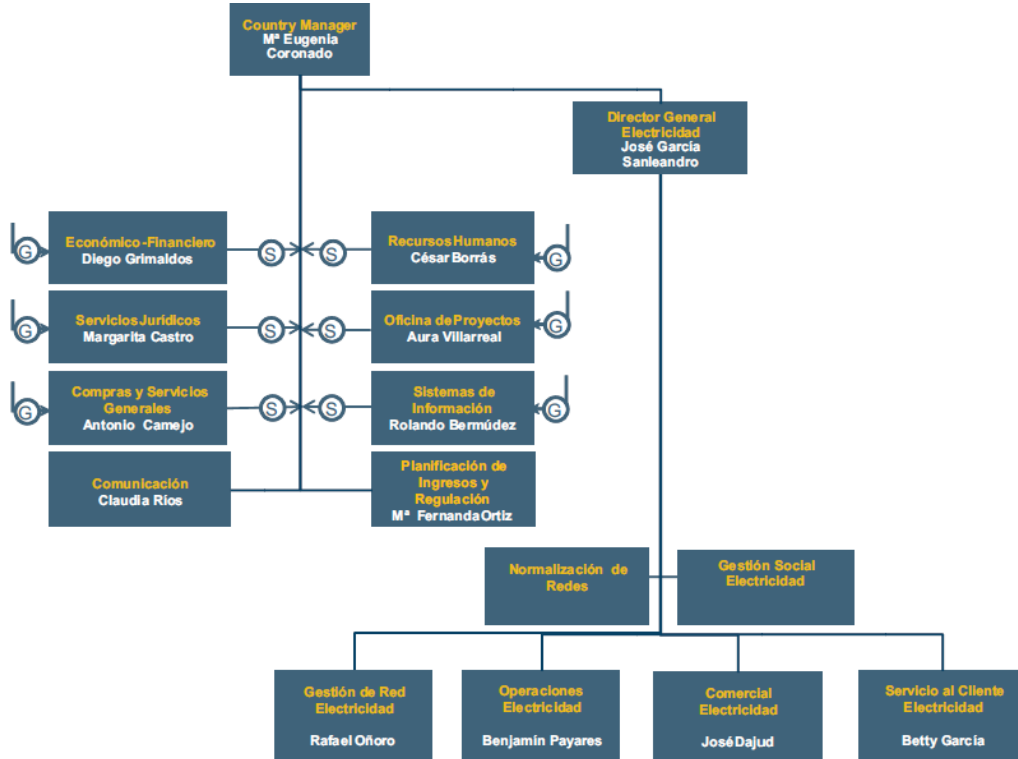 Country Manager
Mª Eugenia
Coronado
Director General
Electricidad
José García
Sanleandro
G
Económico-Financiero
Diego Grimaldos
S
S
Recursos Humanos
César Borrás
G
G
Servicios Jurídicos
Margarita Castro
S
S
Oficina de Proyectos
Aura Villarreal
G
G
Compras y Servicios
Generales
Antonio Camejo
S
S
Sistemas de
Información
Rolando Bermúdez
G
Comunicación
Claudia Ríos
Planificación de
Ingresos y
Regulación
Mª Fernanda Ortiz
Normalización de
Redes
Gestión Social
Electricidad
Gestión de Red
Electricidad
Rafael Oñoro
Operaciones
Electricidad
Benjamín Payares
Comercial
Electricidad
José Dajud
Servicio al Cliente
Electricidad
Betty García